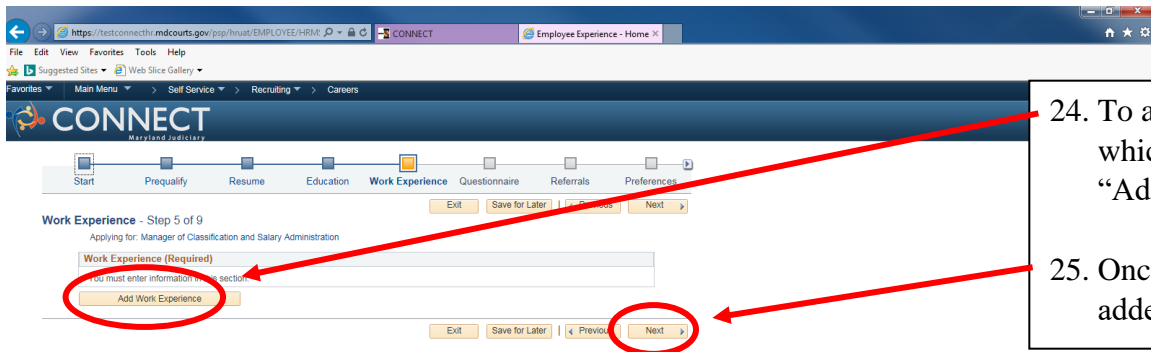 https://testconnecthr.mdcourts.gov/psp/hruat/EMPLOYEE/HRM: CONNECT Employee Experience - Home
File Edit View Favorites Tools Help
Suggested Sites Web Slice Gallery
Favorites Main Menu > Self Service > Recruiting > Careers
CONNECT
Maryland Judiciary
Start Prequalify Resume Education Work Experience Questionnaire Referrals Preferences
Exit Save for Later | Previous Next
Work Experience - Step 5 of 9
Applying for: Manager of Classification and Salary Administration
Work Experience (Required)
You must enter information in this section.
Add Work Experience
Exit Save for Later | Previous Next
24. To a
whic
“Ad
25. Onc
adde